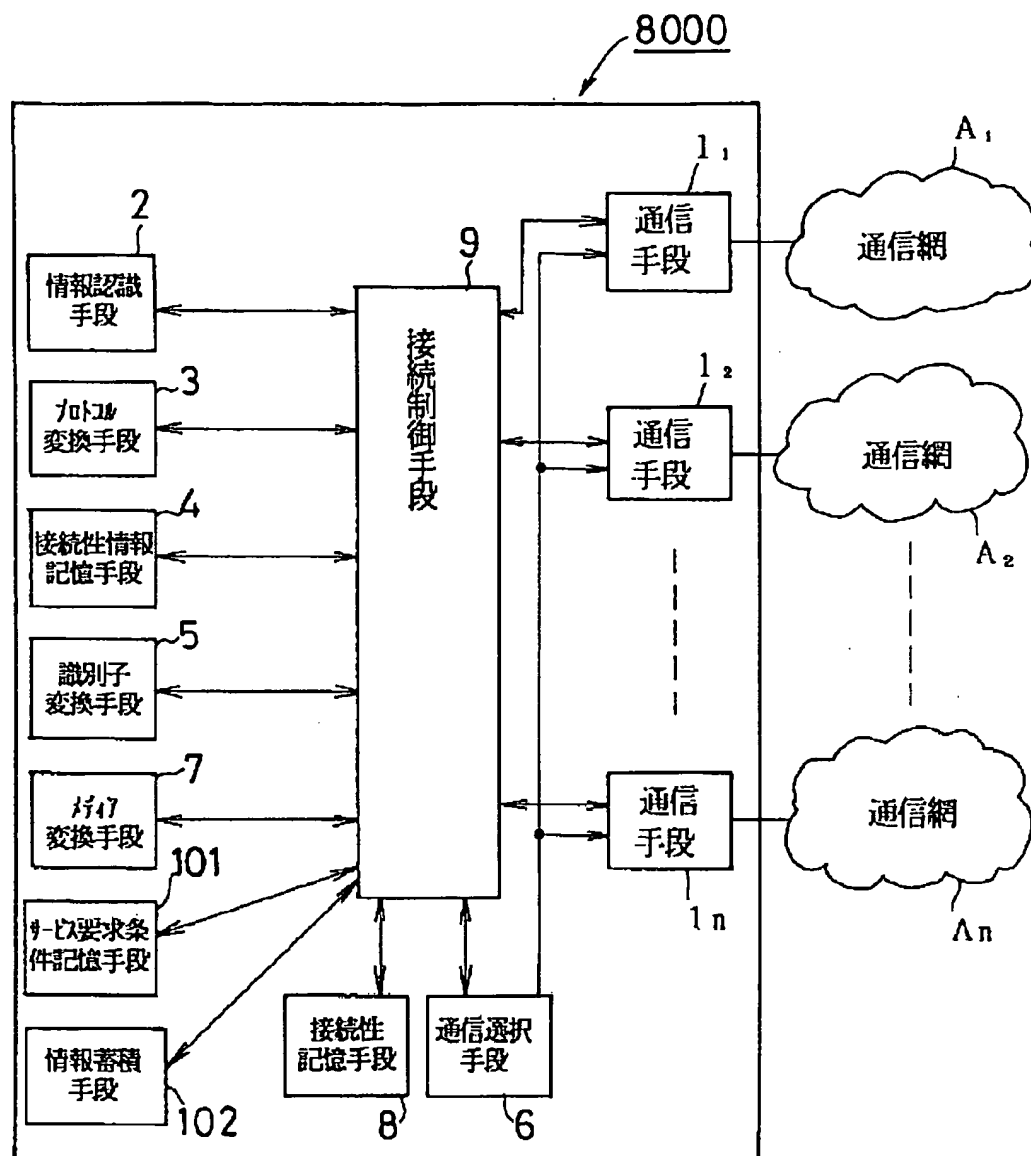 8000
A₁
1₁
通信
手段
通信網
2
情報認識
手段
9
接続制御手段
3
プロトコル
変換手段
1₂
通信
手段
通信網
A₂
4
接続性情報
記憶手段
5
識別子
変換手段
7
メディア
変換手段
通信
手段
1n
通信網
An
101
サービス要求条
件記憶手段
接続性
記憶手段
8
通信選択
手段
6
情報蓄積
手段
102